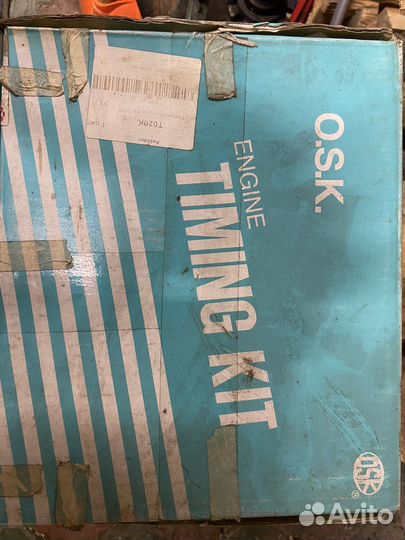 O.S.K.
ENGINE
TIMING KIT
T020K
OSK
®
Avito